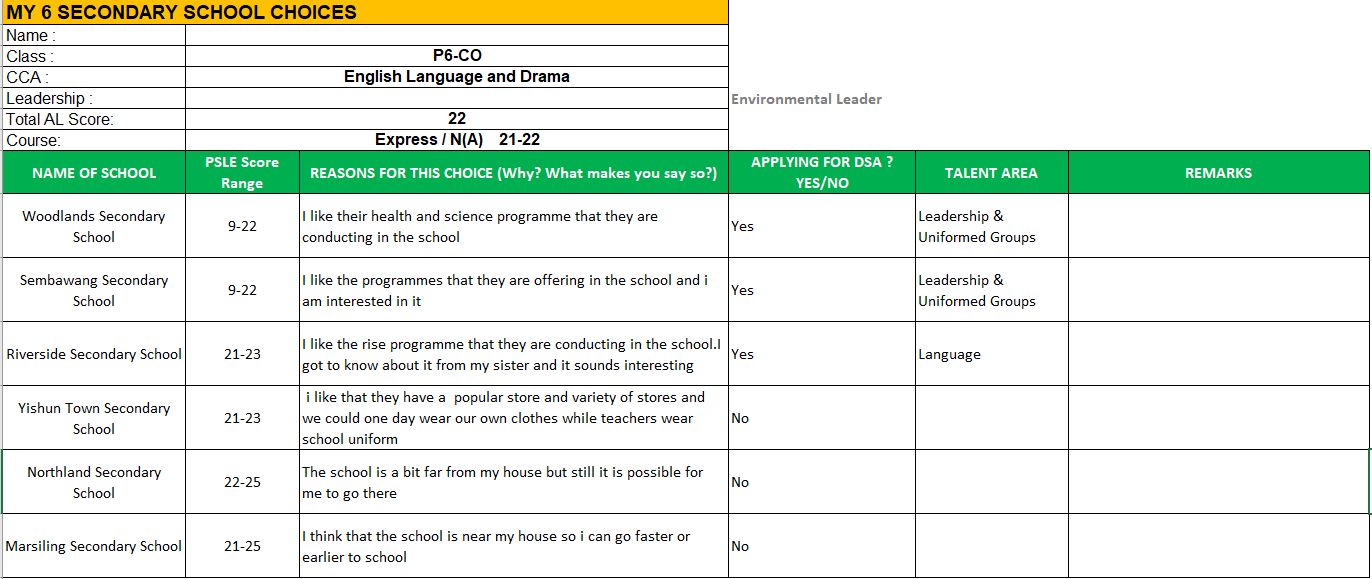 MY 6 SECONDARY SCHOOL CHOICES
Name :
Class : P6-CO
CCA : English Language and Drama
Leadership : Environmental Leader
Total AL Score: 22
Course: Express / N(A) 21-22
NAME OF SCHOOL PSLE Score Range REASONS FOR THIS CHOICE (Why? What makes you say so?) APPLYING FOR DSA ? YES/NO TALENT AREA REMARKS
Woodlands Secondary
School
9-22
I like their health and science programme that they are
conducting in the school
Yes
Leadership &
Uniformed Groups
Sembawang Secondary
School
9-22
I like the programmes that they are offering in the school and i
am interested in it
Yes
Leadership &
Uniformed Groups
Riverside Secondary School
21-23
I like the rise programme that they are conducting in the school.I
got to know about it from my sister and it sounds interesting
Yes
Language
Yishun Town Secondary
School
21-23
i like that they have a popular store and variety of stores and
we could one day wear our own clothes while teachers wear
school uniform
No
Northland Secondary
School
22-25
The school is a bit far from my house but still it is possible for
me to go there
No
Marsiling Secondary School
21-25
I think that the school is near my house so i can go faster or
earlier to school
No